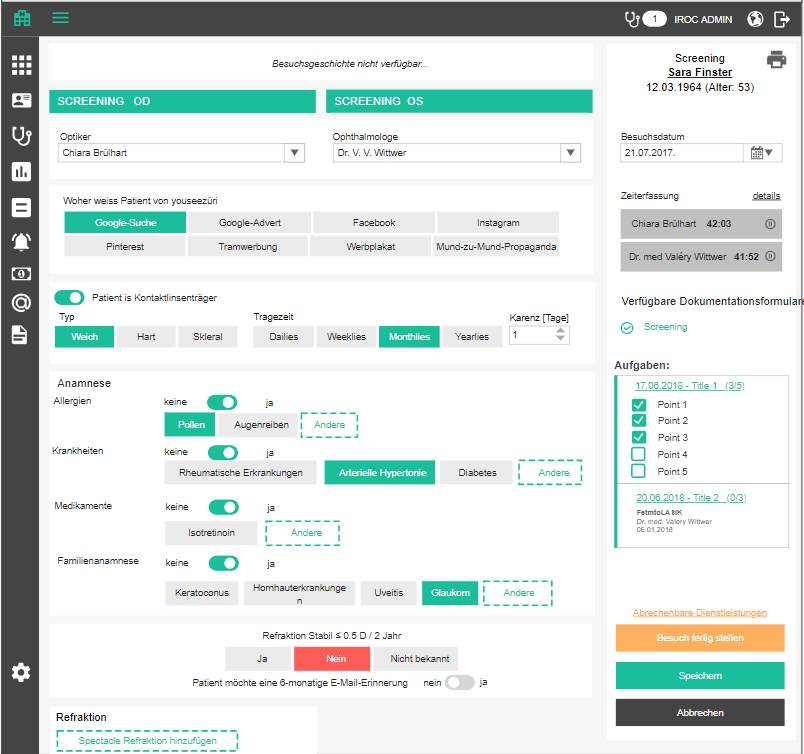 1 IROC ADMIN
Besuchsgeschichte nicht verfügbar...
SCREENING OD
SCREENING OS
Optiker
Chiara Brülhart
Ophthalmologe
Dr. V. V. Wittwer
Woher weiss Patient von youseezüri
Google-Suche Google-Advert Facebook Instagram
Pinterest Tramwerbung Werbplakat Mund-zu-Mund-Propaganda
Patient is Kontaktlinsenträger
Typ
Weich Hart Skleral
Tragezeit
Dailies Weeklies Monthlies Yearlies
Karenz [Tage]
1
Anamnese
Allergien keine ja
Pollen Augenreiben Andere
Krankheiten keine ja
Rheumatische Erkrankungen Arterielle Hypertonie Diabetes Andere
Medikamente keine ja
Isotretinoin Andere
Familienanamnese keine ja
Keratoconus Hornhauterkrankunge
n
Uveitis Glaukom Andere
Refraktion Stabil ≤ 0.5 D / 2 Jahr
Ja Nein Nicht bekannt
Patient möchte eine 6-monatige E-Mail-Erinnerung nein ja
Refraktion
Spectacle Refraktion hinzufügen
Screening
Sara Finster
12.03.1964 (Alter: 53)
Besuchsdatum
21.07.2017.
Zeiterfassung details
Chiara Brülhart 42:03
Dr. med Valéry Wittwer 41:52
Verfügbare Dokumentationsformulare
Screening
Aufgaben:
17.06.2018 - Title 1 (3/5)
Point 1
Point 2
Point 3
Point 4
Point 5
20.06.2018 - Title 2 (0/3)
FetmtoLA BIK
Dr. med. Valery Wittwer
06.01.2018
Abrechenbare Dienstleistungen
Besuch fertig stellen
Speichern
Abbrechen